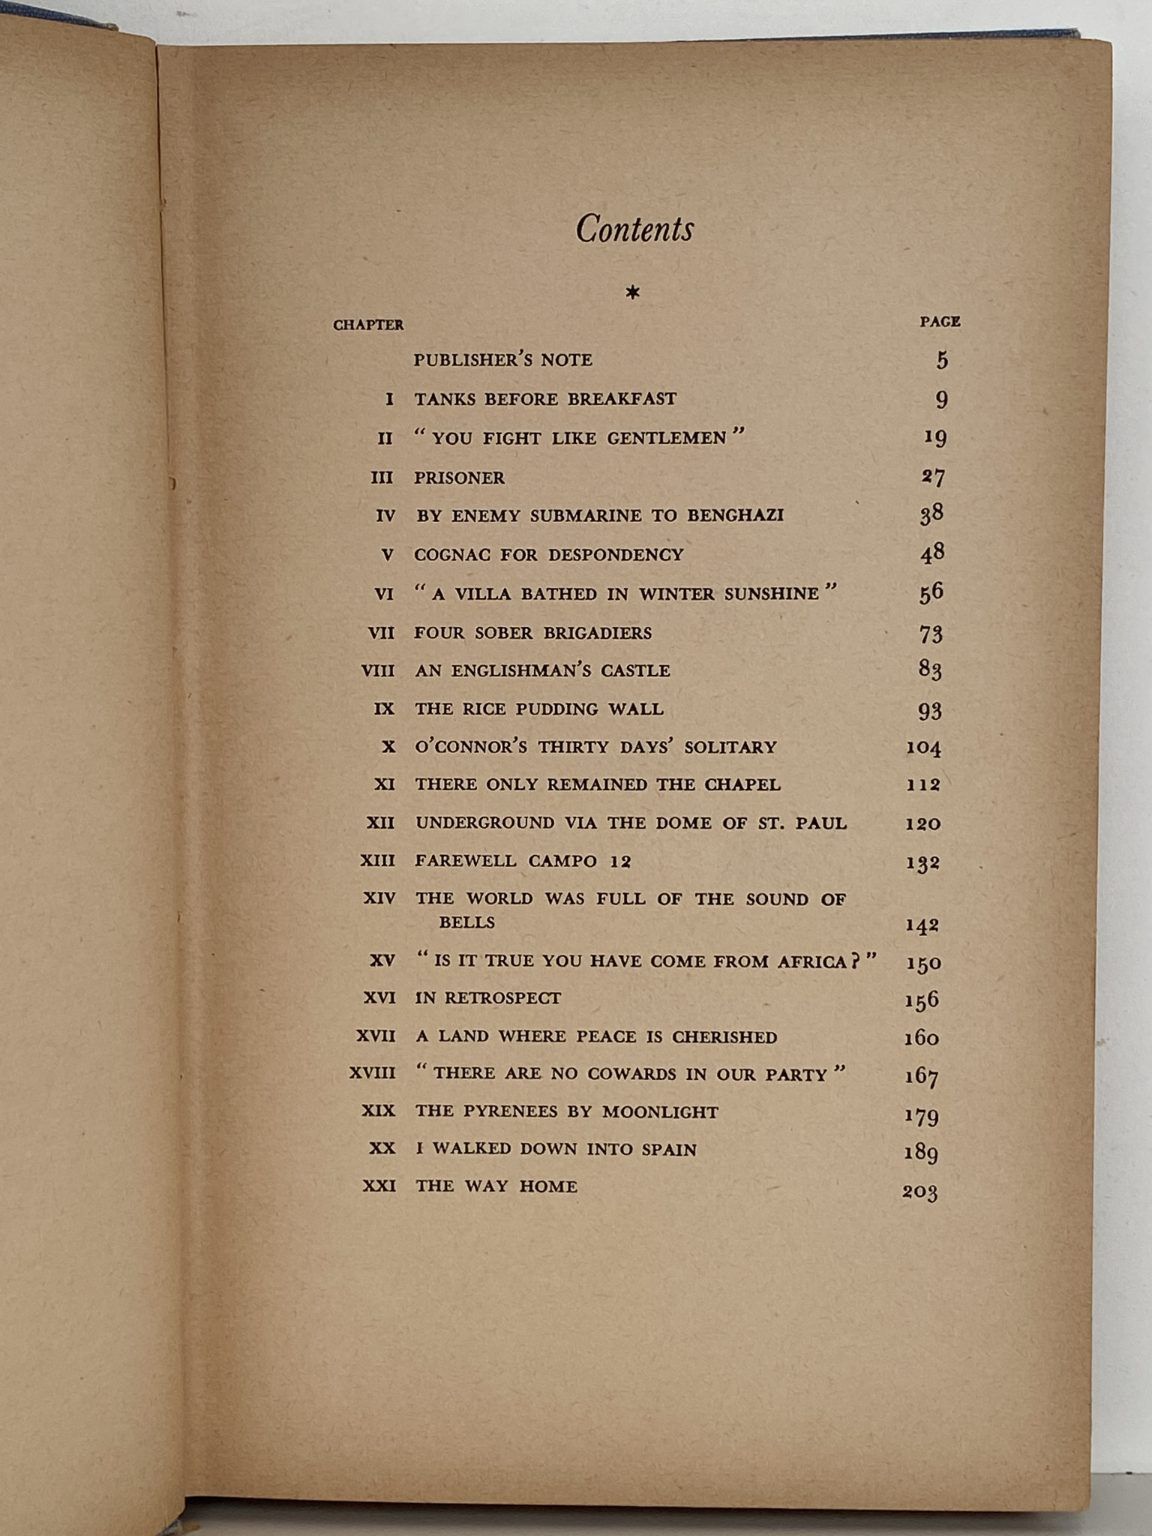 Contents
*
CHAPTER PAGE
PUBLISHER'S NOTE 5
I TANKS BEFORE BREAKFAST 9
II "YOU FIGHT LIKE GENTLEMEN" 19
III PRISONER 27
IV BY ENEMY SUBMARINE TO BENGHAZI 38
V COGNAC FOR DESPONDENCY 48
VI "A VILLA BATHED IN WINTER SUNSHINE" 56
VII FOUR SOBER BRIGADIERS 73
VIII AN ENGLISHMAN'S CASTLE 83
IX THE RICE PUDDING WALL 93
X O'CONNOR'S THIRTY DAYS' SOLITARY 104
XI THERE ONLY REMAINED THE CHAPEL 112
XII UNDERGROUND VIA THE DOME OF ST. PAUL 120
XIII FAREWELL CAMPO 12 132
XIV THE WORLD WAS FULL OF THE SOUND OF
BELLS 142
XV "IS IT TRUE YOU HAVE COME FROM AFRICA?" 150
XVI IN RETROSPECT 156
XVII A LAND WHERE PEACE IS CHERISHED 160
XVIII "THERE ARE NO COWARDS IN OUR PARTY" 167
XIX THE PYRENEES BY MOONLIGHT 179
XX I WALKED DOWN INTO SPAIN 189
XXI THE WAY HOME 203